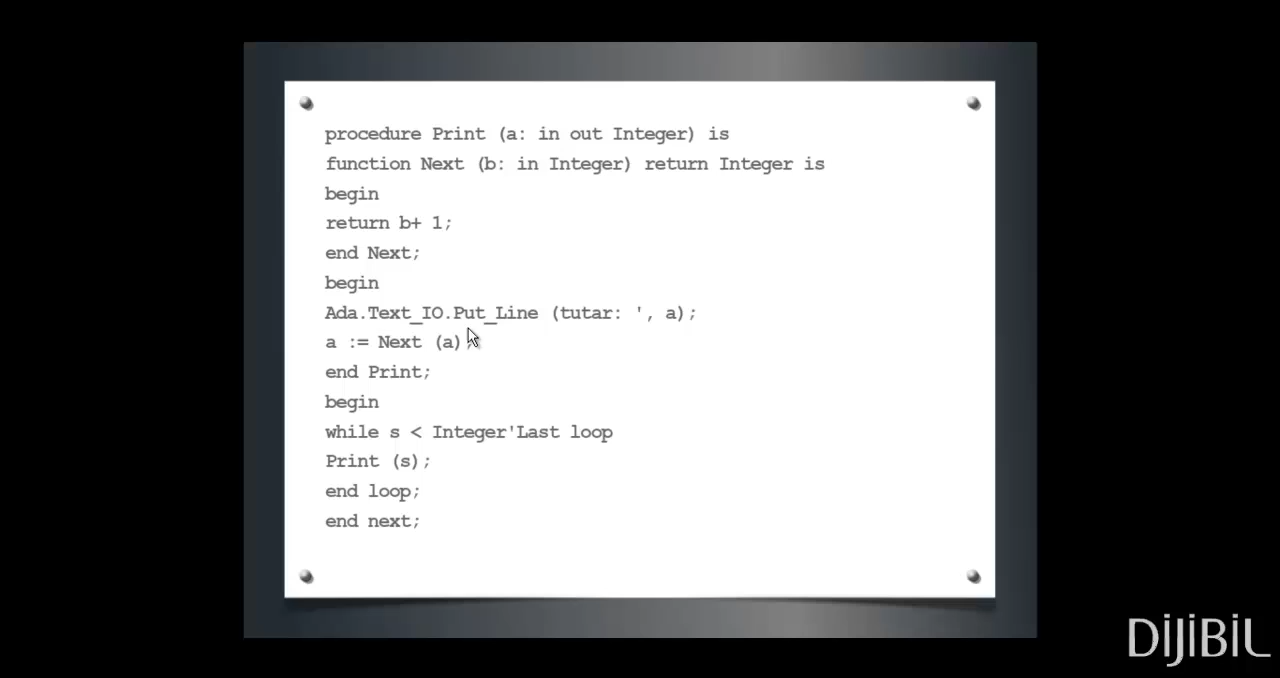 procedure Print (a: in out Integer) is
function Next (b: in Integer) return Integer is
begin
return b+ 1;
end Next;
begin
Ada.Text_IO.Put_Line (tutar: ', a);
a := Next (a);
end Print;
begin
while s < Integer'Last loop
Print (s);
end loop;
end next;
DiJiBiL